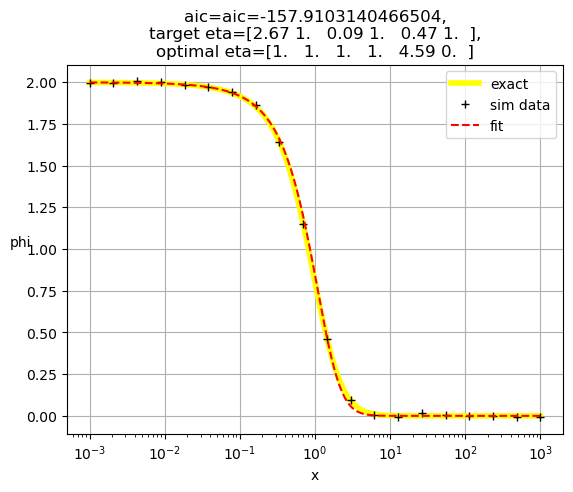 aic=aic=-157.9103140466504,
target eta=[2.67 1.   0.09 1.   0.47 1.  ],
optimal eta=[1.   1.   1.   1.   4.59 0.  ]
2.00
1.75
1.50
1.25
1.00
0.75
0.50
0.25
0.00
phi
exact
sim data
fit
10⁻³
10⁻²
10⁻¹
10⁰
10¹
10²
10³
x